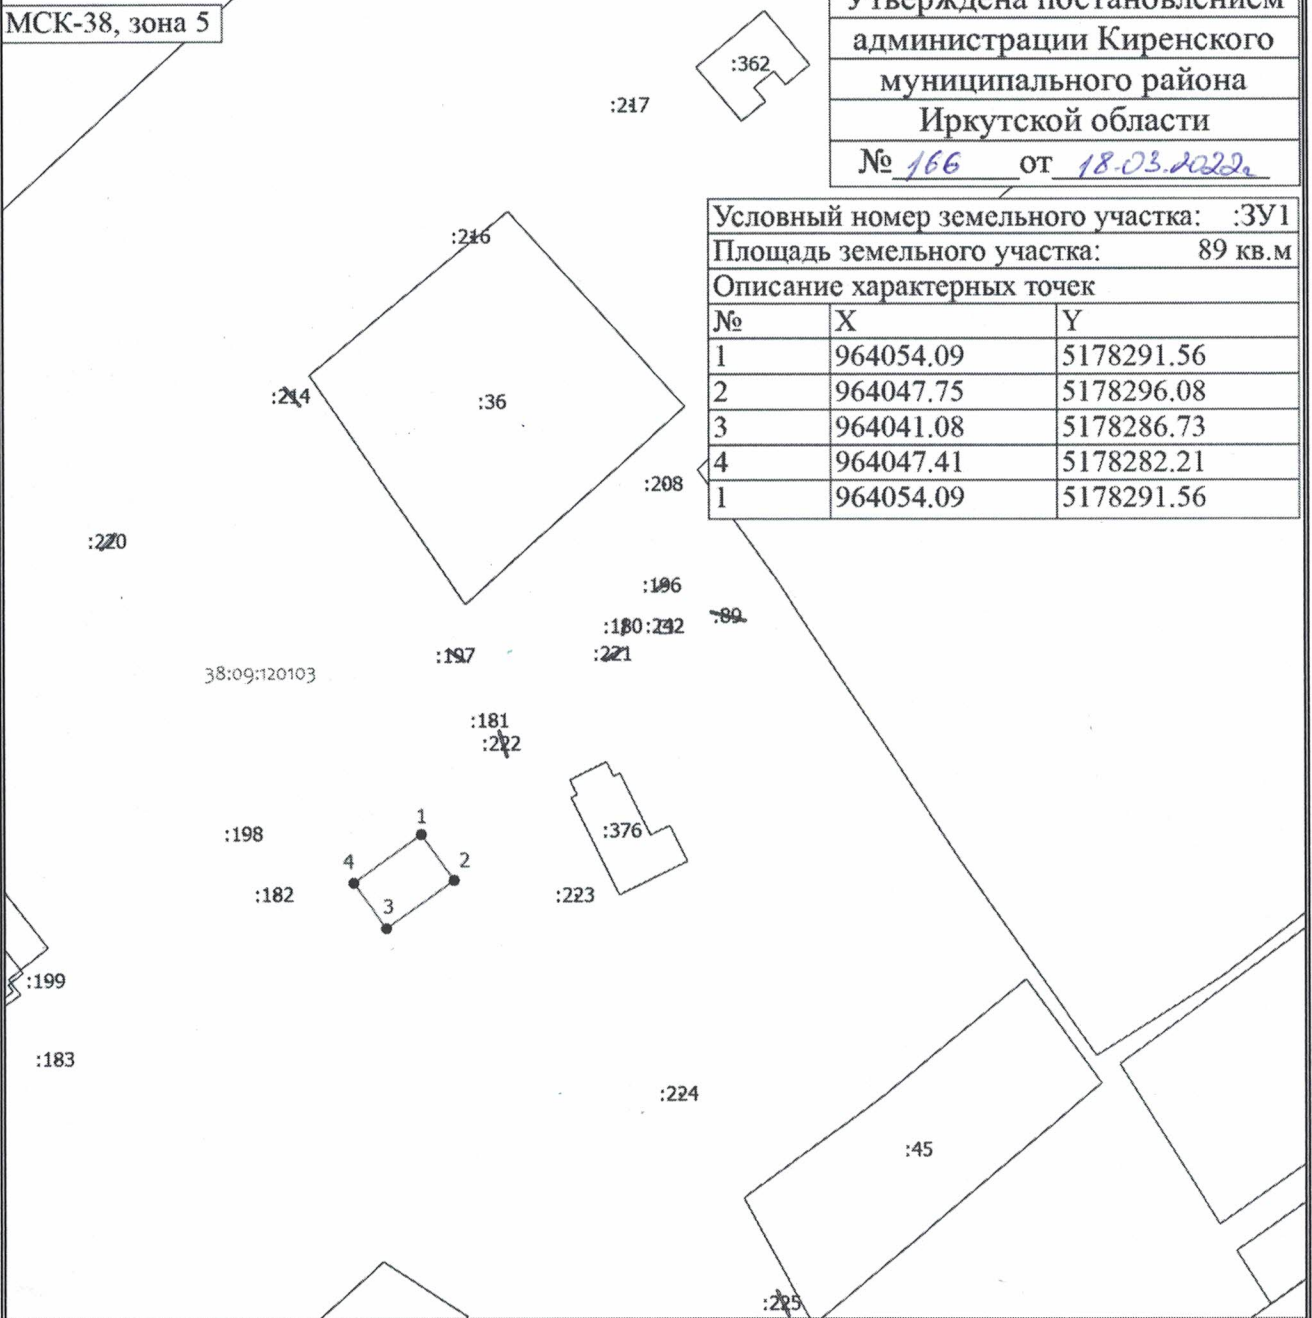 МСК-38, зона 5
Утверждена постановлением
администрации Киренского
муниципального района
Иркутской области
№ 166 от 18.03.2022г
Условный номер земельного участка: :ЗУ1
Площадь земельного участка: 89 кв.м
Описание характерных точек
№ X Y
1 964054.09 5178291.56
2 964047.75 5178296.08
3 964041.08 5178286.73
4 964047.41 5178282.21
1 964054.09 5178291.56
:362
:217
:216
:214
:36
:208
:220
:196
:89
:180
:197
:221
38:09:120103
:181
:222
1
:198
:376
4
2
:182
3
:223
:199
:183
:224
:45
:225